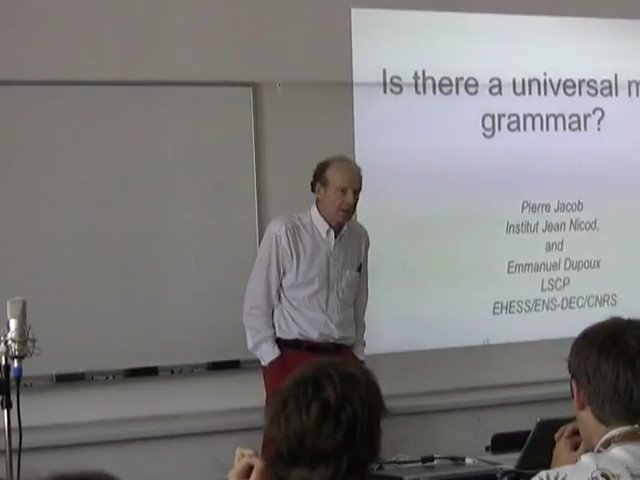 Is there a universal m
grammar?
Pierre Jacob
Institut Jean Nicod,
and
Emmanuel Dupoux
LSCP
EHESS/ENS-DEC/CNRS